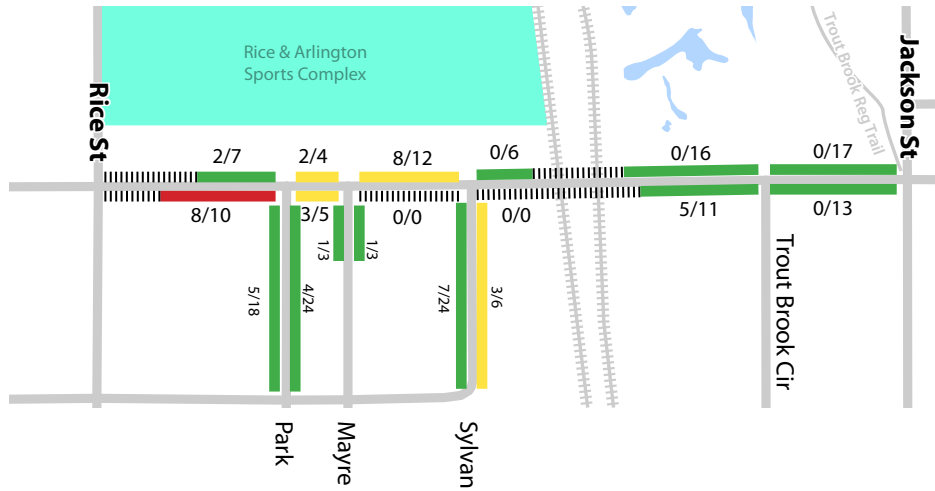 Rice & Arlington
Sports Complex
Rice St
Jackson St
Trout Brook Reg Trail
2/7
2/4
8/12
0/6
0/16
0/17
8/10
3/5
0/0
0/0
5/11
0/13
1/3
1/3
5/18
4/24
7/24
3/6
Trout Brook Cir
Park
Mayre
Sylvan